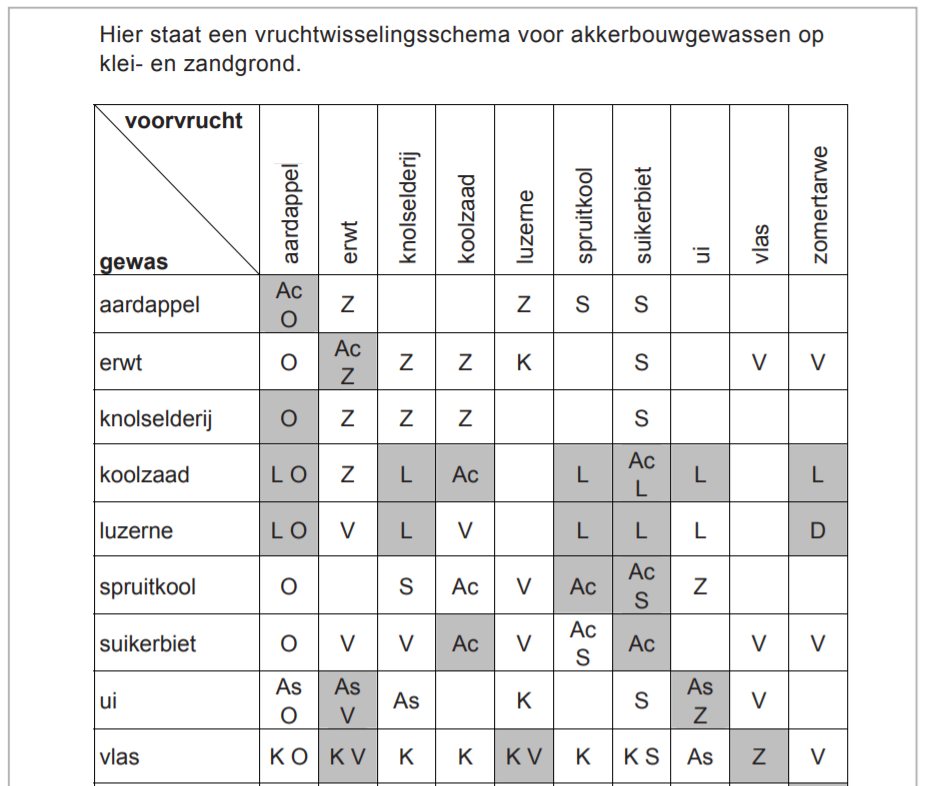 Hier staat een vruchtwisselingsschema voor akkerbouwgewassen op
klei- en zandgrond.
voorvrucht
gewas
aardappel erwt knolselderij koolzaad luzerne spruitkool suikerbiet ui vlas zomertarwe
aardappel Ac O Z Z S S
erwt O Ac Z Z Z K S V V
knolselderij O Z Z Z S
koolzaad L O Z L Ac L Ac L L L
luzerne L O V L V L L L D
spruitkool O S Ac V Ac Ac S Z
suikerbiet O V V Ac V Ac S Ac V V
ui As O As V As K S As Z V
vlas K O K V K K K V K K S As Z V